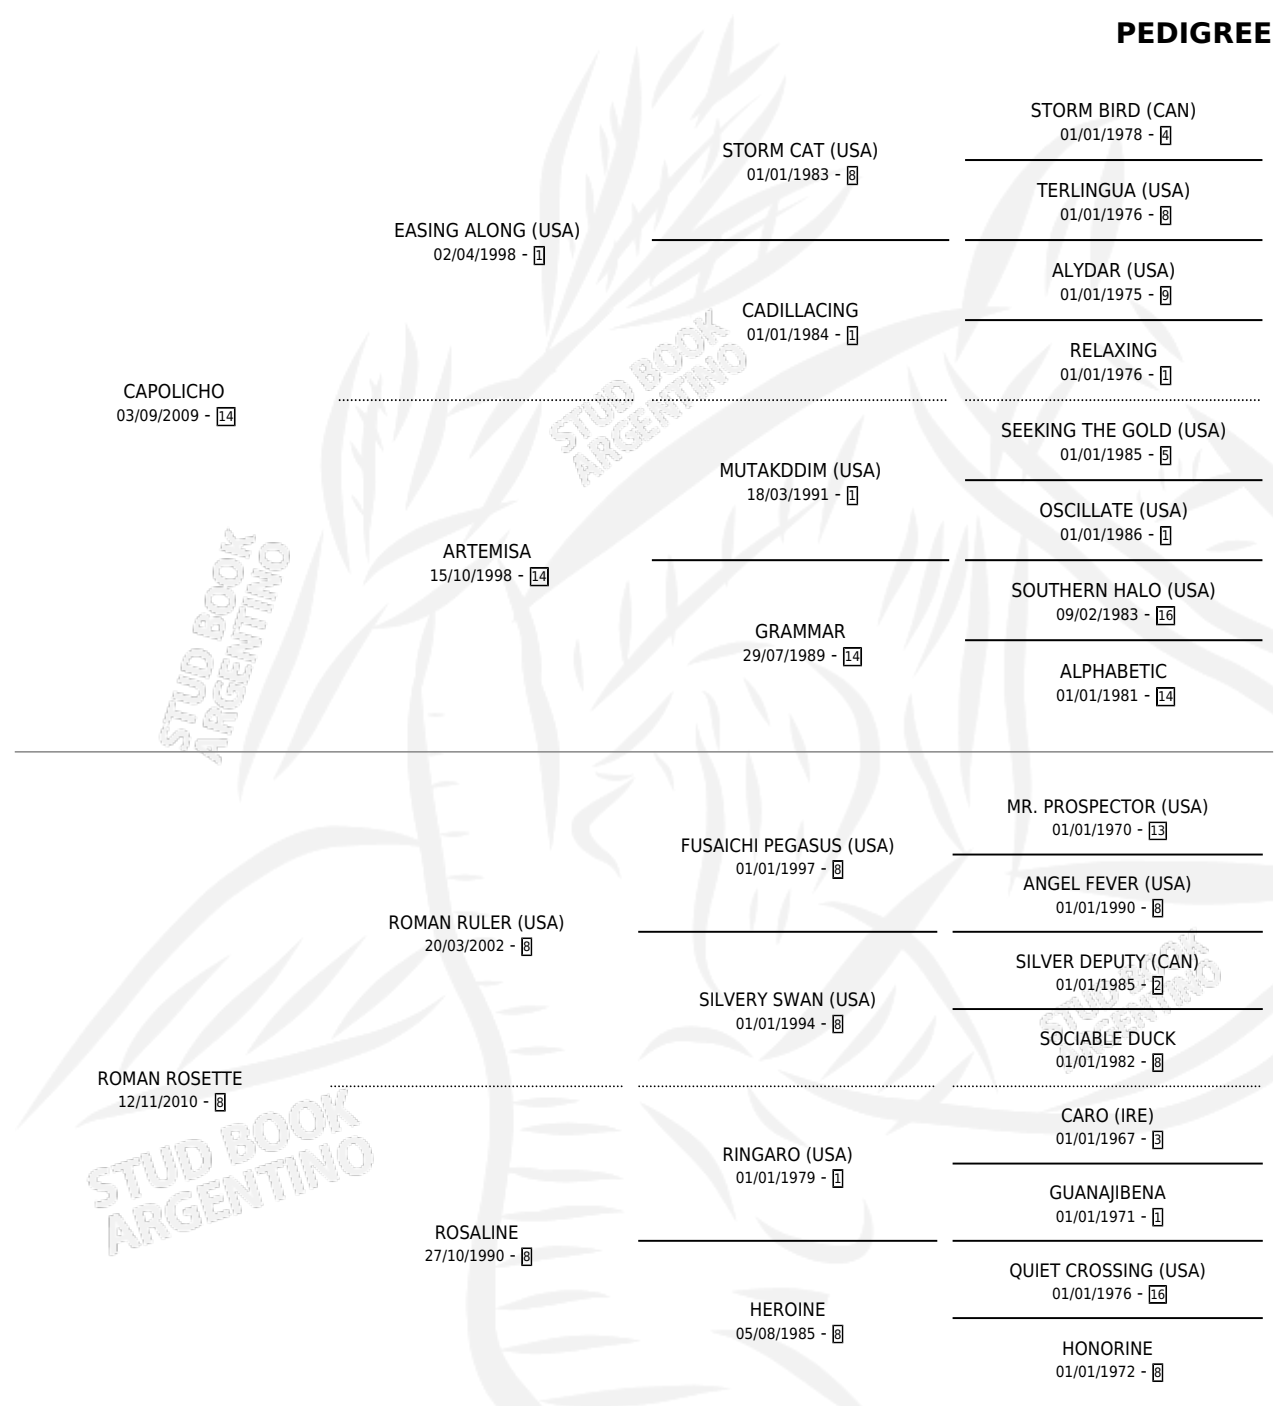 PEDIGREE
STORM BIRD (CAN)
01/01/1978 - 4
STORM CAT (USA)
01/01/1983 - 8
TERLINGUA (USA)
01/01/1976 - 8
EASING ALONG (USA)
02/04/1998 - 1
ALYDAR (USA)
01/01/1975 - 9
CADILLACING
01/01/1984 - 1
RELAXING
01/01/1976 - 1
CAPOLICHO
03/09/2009 - 14
SEEKING THE GOLD (USA)
01/01/1985 - 5
MUTAKDDIM (USA)
18/03/1991 - 1
OSCILLATE (USA)
01/01/1986 - 1
ARTEMISA
15/10/1998 - 14
SOUTHERN HALO (USA)
09/02/1983 - 16
GRAMMAR
29/07/1989 - 14
ALPHABETIC
01/01/1981 - 14
MR. PROSPECTOR (USA)
01/01/1970 - 13
FUSAICHI PEGASUS (USA)
01/01/1997 - 8
ANGEL FEVER (USA)
01/01/1990 - 8
ROMAN RULER (USA)
20/03/2002 - 8
SILVER DEPUTY (CAN)
01/01/1985 - 2
SILVERY SWAN (USA)
01/01/1994 - 8
SOCIABLE DUCK
01/01/1982 - 8
ROMAN ROSETTE
12/11/2010 - 8
CARO (IRE)
01/01/1967 - 3
RINGARO (USA)
01/01/1979 - 1
GUANAJIBENA
01/01/1971 - 1
ROSALINE
27/10/1990 - 8
QUIET CROSSING (USA)
01/01/1976 - 16
HEROINE
05/08/1985 - 8
HONORINE
01/01/1972 - 8
STUD BOOK
ARGENTINO
STUD BOOK
ARGENTINO
STUD BOOK
ARGENTINO
STUD BOOK
ARGENTINO